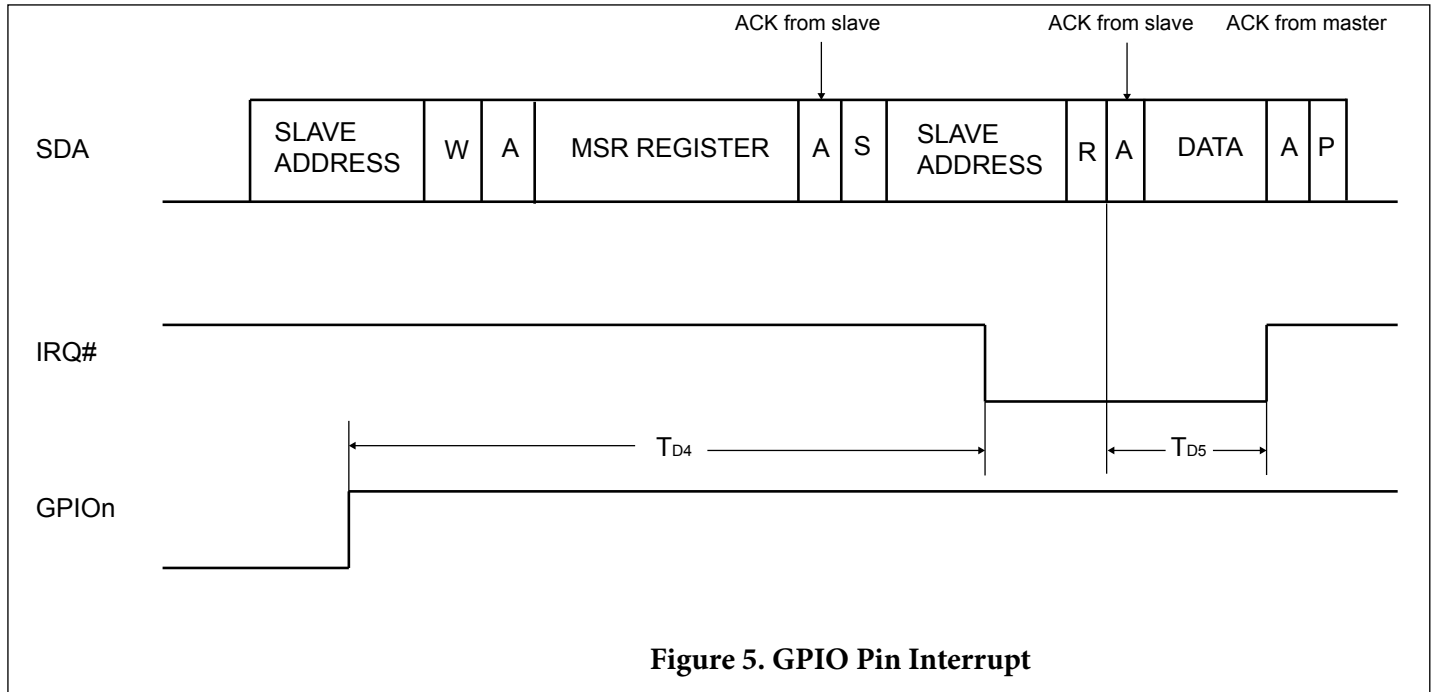 ACK from slave ACK from slave ACK from master
SDA
SLAVE
ADDRESS
W
A
MSR REGISTER
A
S
SLAVE
ADDRESS
R
A
DATA
A
P
IRQ#
TD4
TD5
GPIOn
Figure 5. GPIO Pin Interrupt